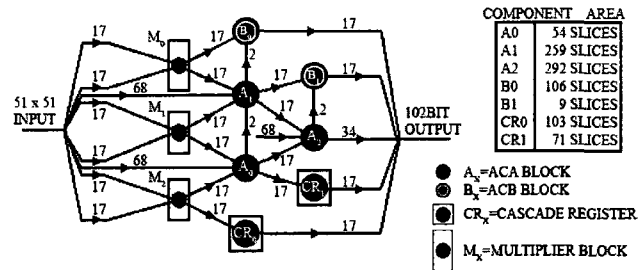 COMPONENT AREA
A0 54 SLICES
A1 259 SLICES
A2 292 SLICES
B0 106 SLICES
B1 9 SLICES
CR0 103 SLICES
CR1 71 SLICES
17
17
17
M₀
17
B₀
2
17
68
A₁
17
B₁
17
51 x 51
INPUT
17
M₁
17
17
2
2
68
34
102BIT
OUTPUT
17
68
A₀
17
17
17
M₂
17
17
CR₁
17
17
17
17
CR₀
17
Aₓ=ACA BLOCK
Bₓ=ACB BLOCK
CRₓ=CASCADE REGISTER
Mₓ=MULTIPLIER BLOCK